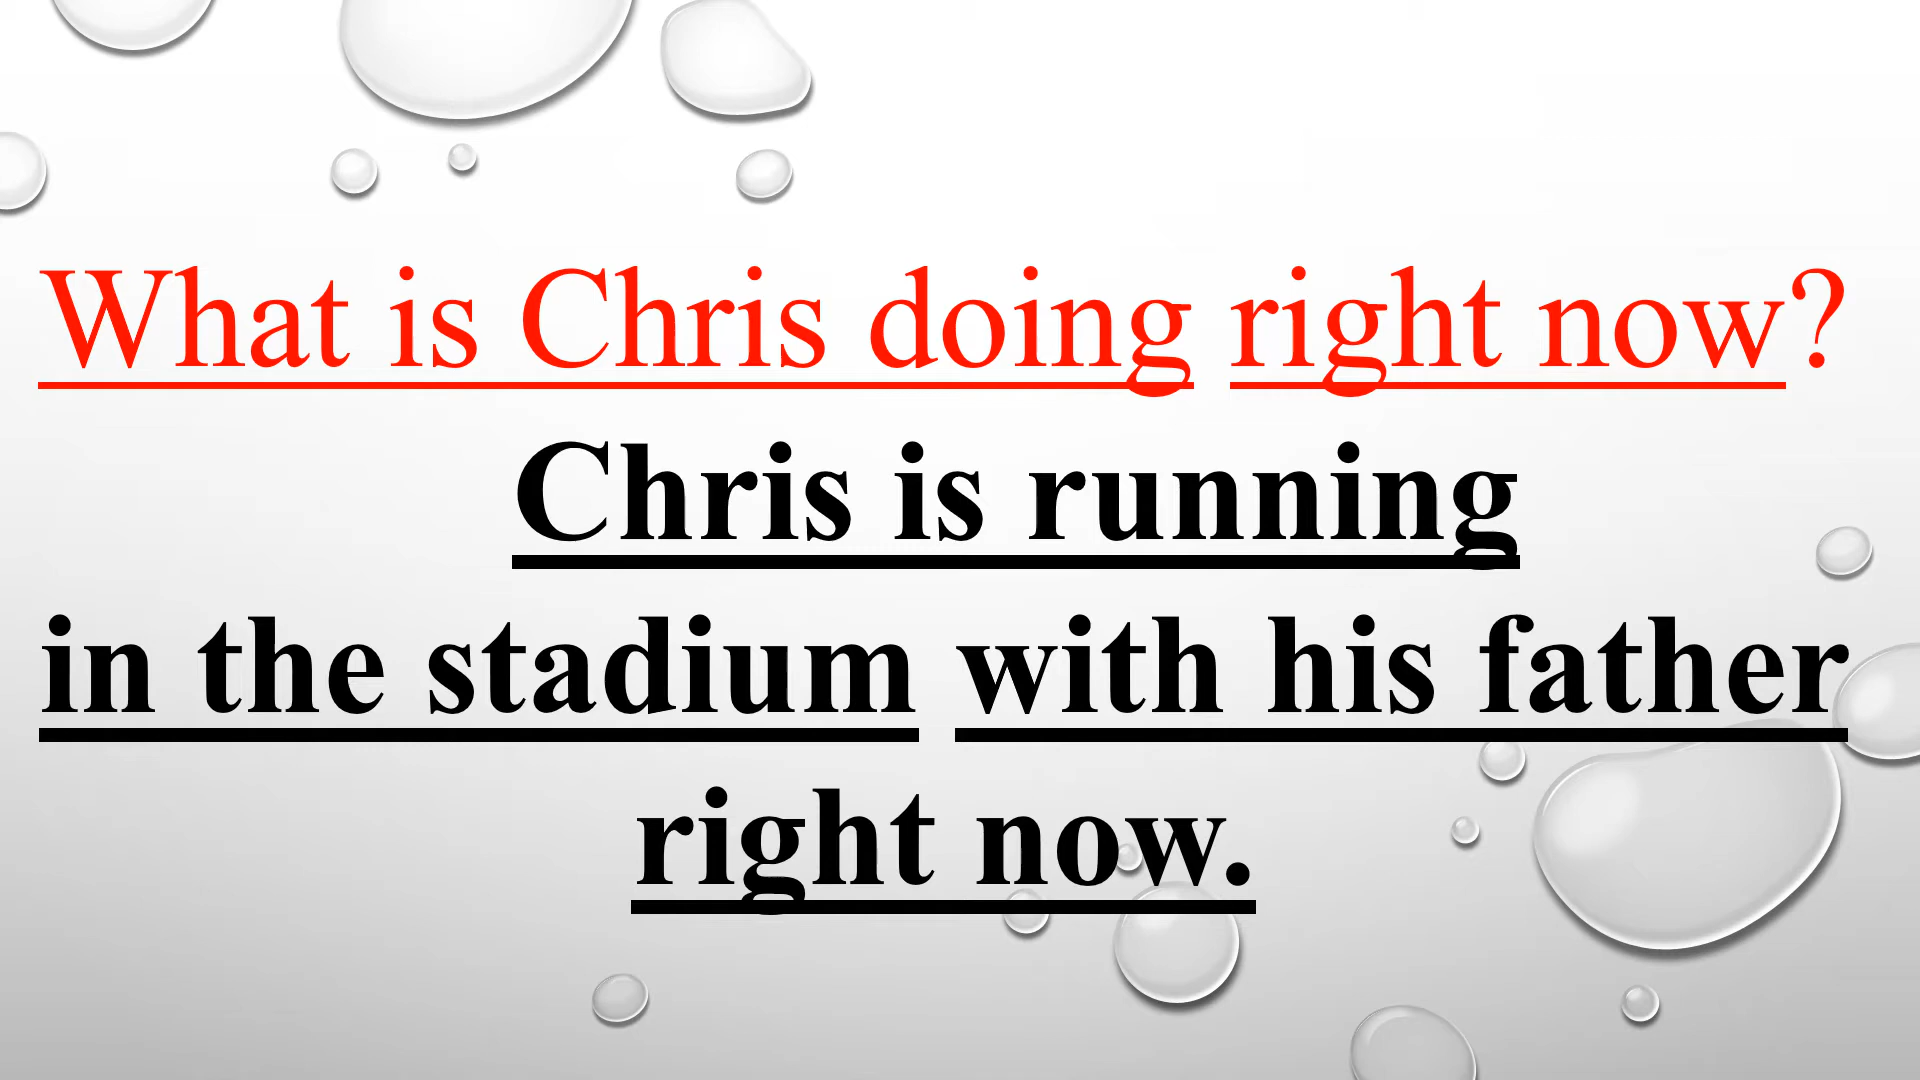 What is Chris doing right now?
Chris is running
in the stadium with his father
right now.